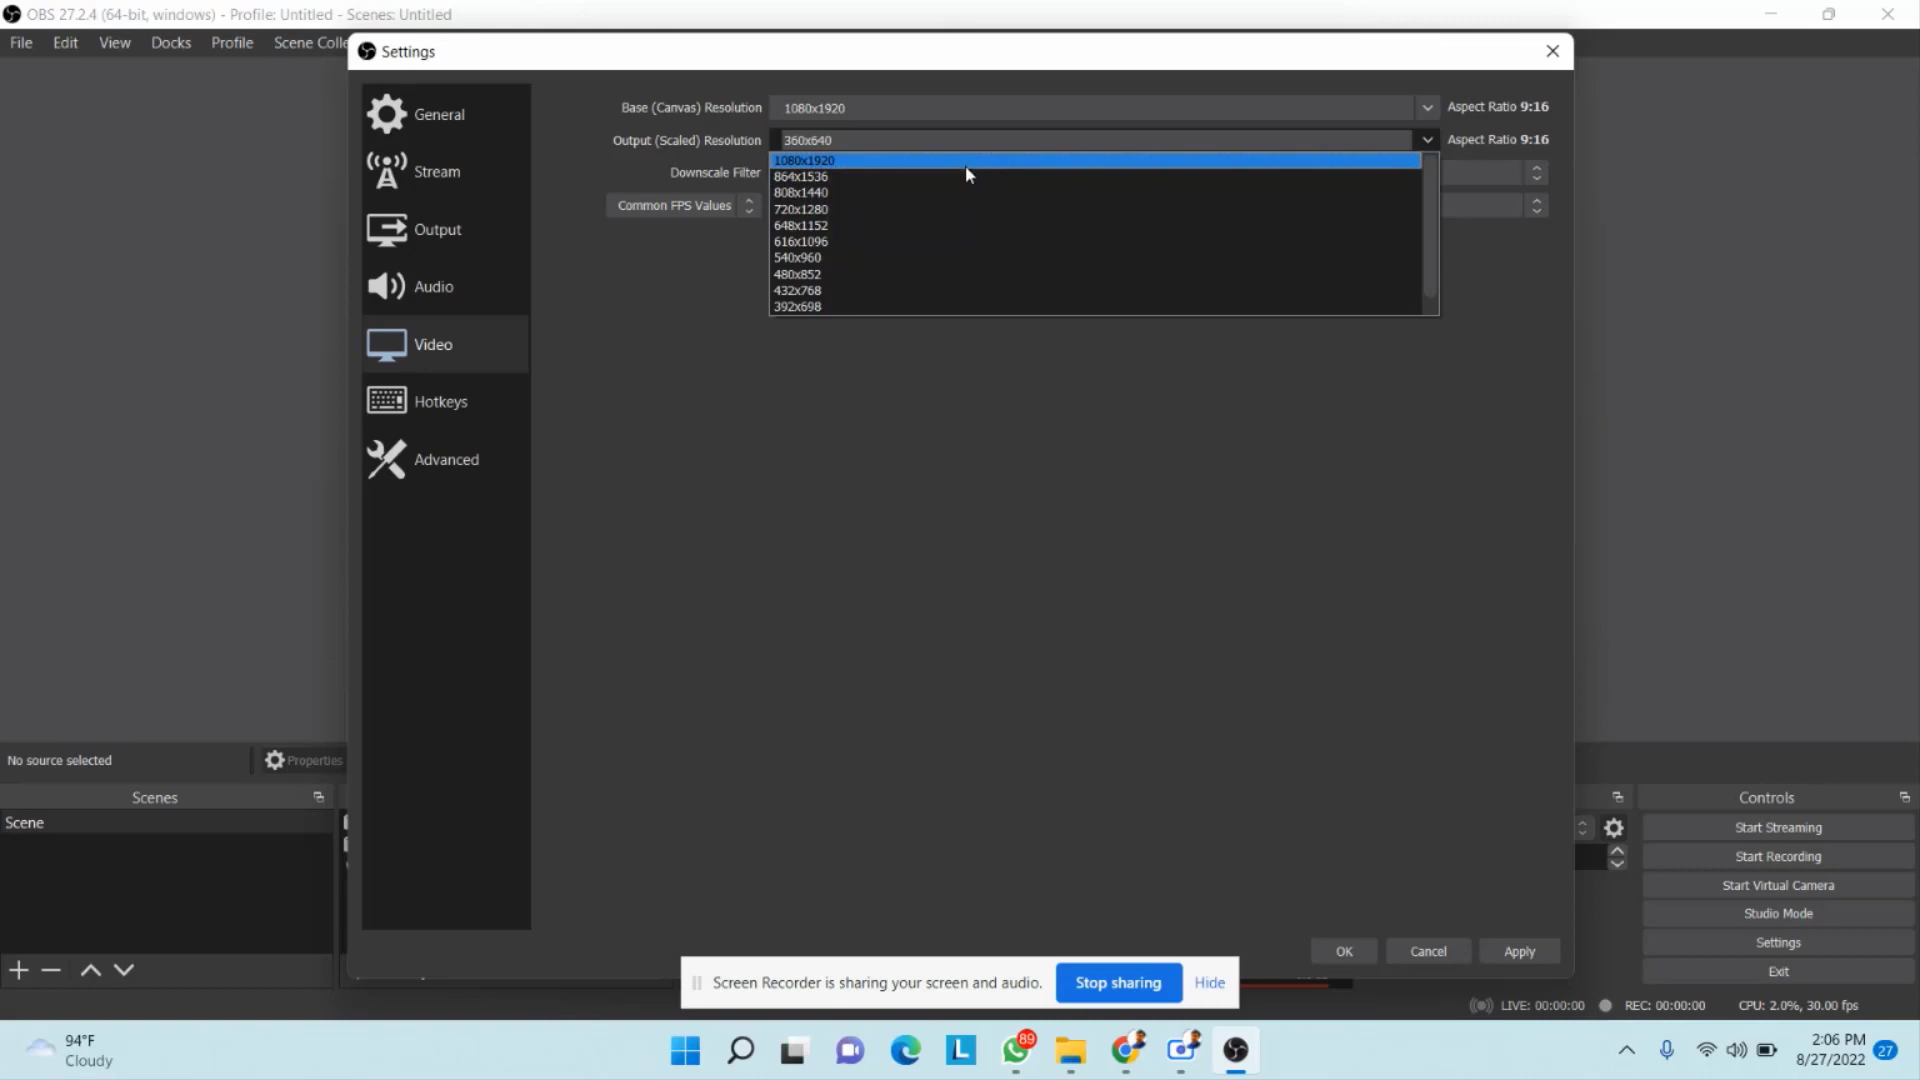 OBS 27.2.4 (64-bit, windows) - Profile: Untitled - Scenes: Untitled
File Edit View Docks Profile Scene Colle
Settings
General
Stream
Output
Audio
Video
Hotkeys
Advanced
Base (Canvas) Resolution 1080x1920 Aspect Ratio 9:16
Output (Scaled) Resolution 360x640 Aspect Ratio 9:16
Downscale Filter
Common FPS Values
1080x1920
864x1536
808x1440
720x1280
648x1152
616x1096
540x960
480x852
432x768
392x698
No source selected
Properties
Scenes
Scene
Controls
Start Streaming
Start Recording
Start Virtual Camera
Studio Mode
Settings
Exit
OK Cancel Apply
Screen Recorder is sharing your screen and audio. Stop sharing Hide
LIVE: 00:00:00 REC: 00:00:00 CPU: 2.0%, 30.00 fps
94°F
Cloudy
L
89
2:06 PM
8/27/2022
27